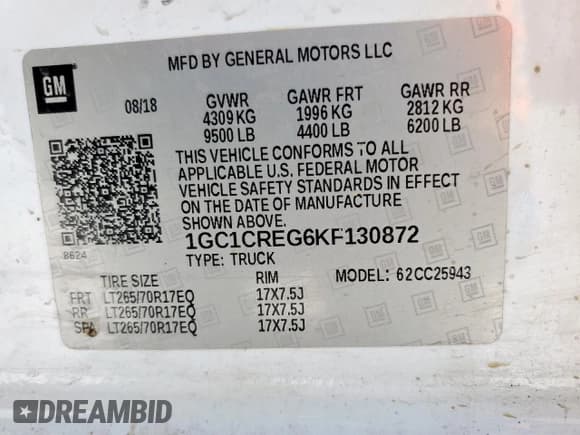 GM
MFD BY GENERAL MOTORS LLC
08/18 GVWR GAWR FRT GAWR RR
4309 KG 1996 KG 2812 KG
9500 LB 4400 LB 6200 LB
THIS VEHICLE CONFORMS TO ALL
APPLICABLE U.S. FEDERAL MOTOR
VEHICLE SAFETY STANDARDS IN EFFECT
ON THE DATE OF MANUFACTURE
SHOWN ABOVE.
8624 1GC1CREG6KF130872
TYPE: TRUCK
TIRE SIZE RIM MODEL: 62CC25943
FRT LT265/70R17EQ 17X7.5J
RR LT265/70R17EQ 17X7.5J
SPA LT265/70R17EQ 17X7.5J
DREAMBID